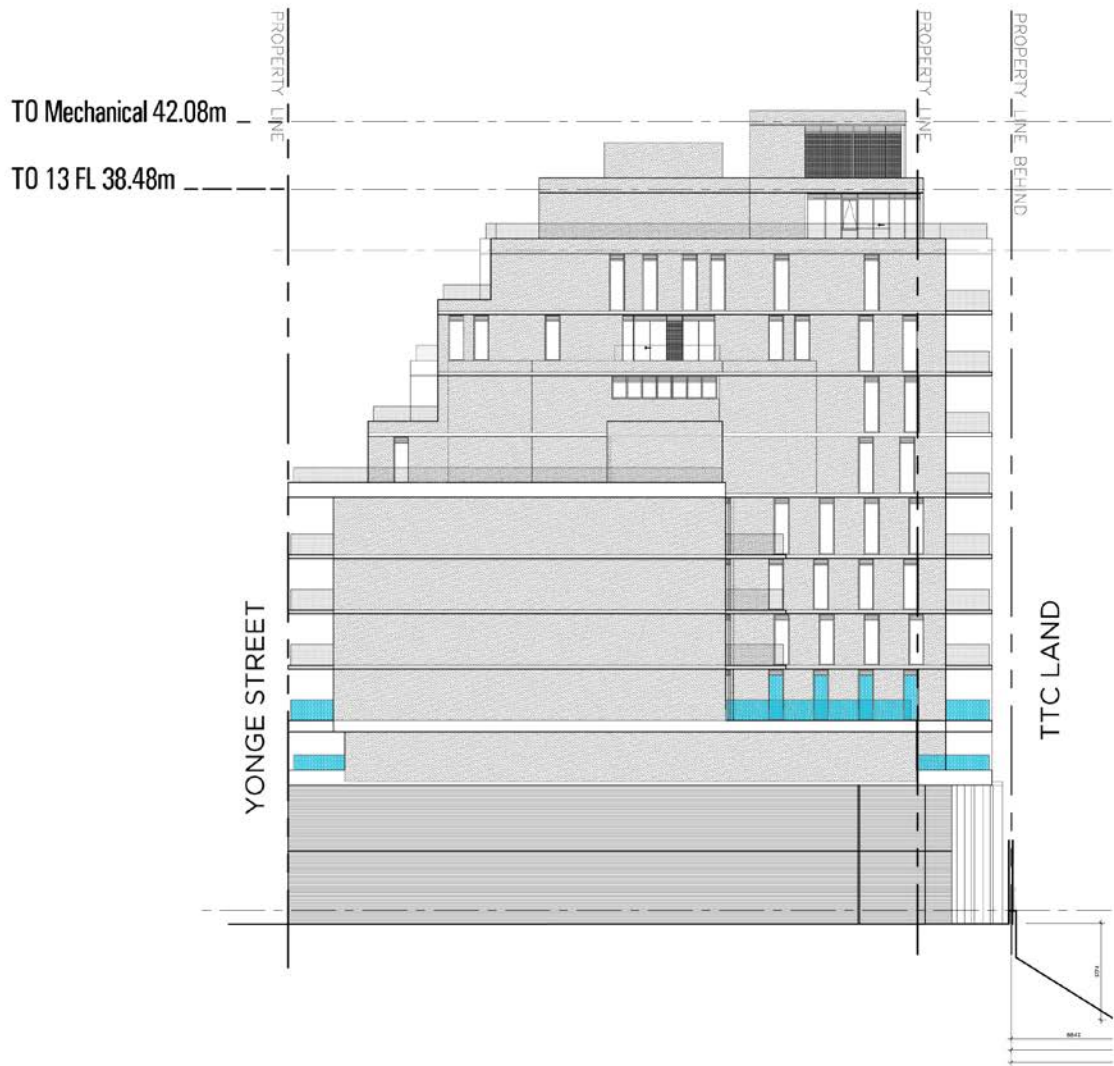 PROPERTY LINE
PROPERTY LINE
PROPERTY LINE BEHIND
TO Mechanical 42.08m
TO 13 FL 38.48m
YONGE STREET
TTC LAND